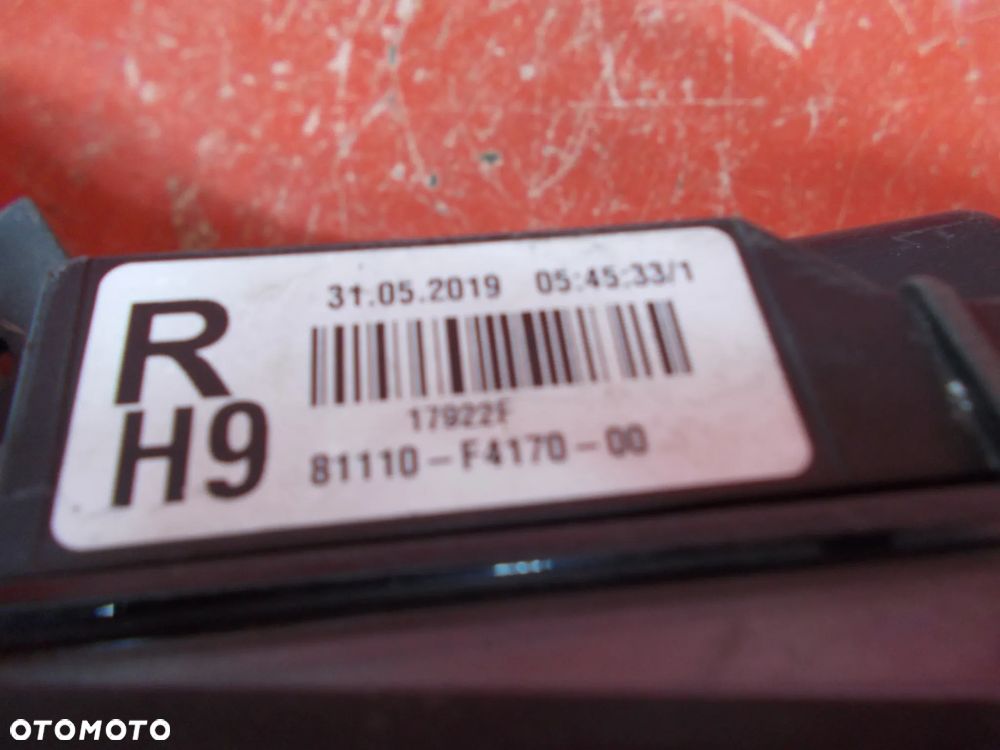 31.05.2019 05:45:33/1
R
H9
17922F
81110-F4170-00
OTOMOTO